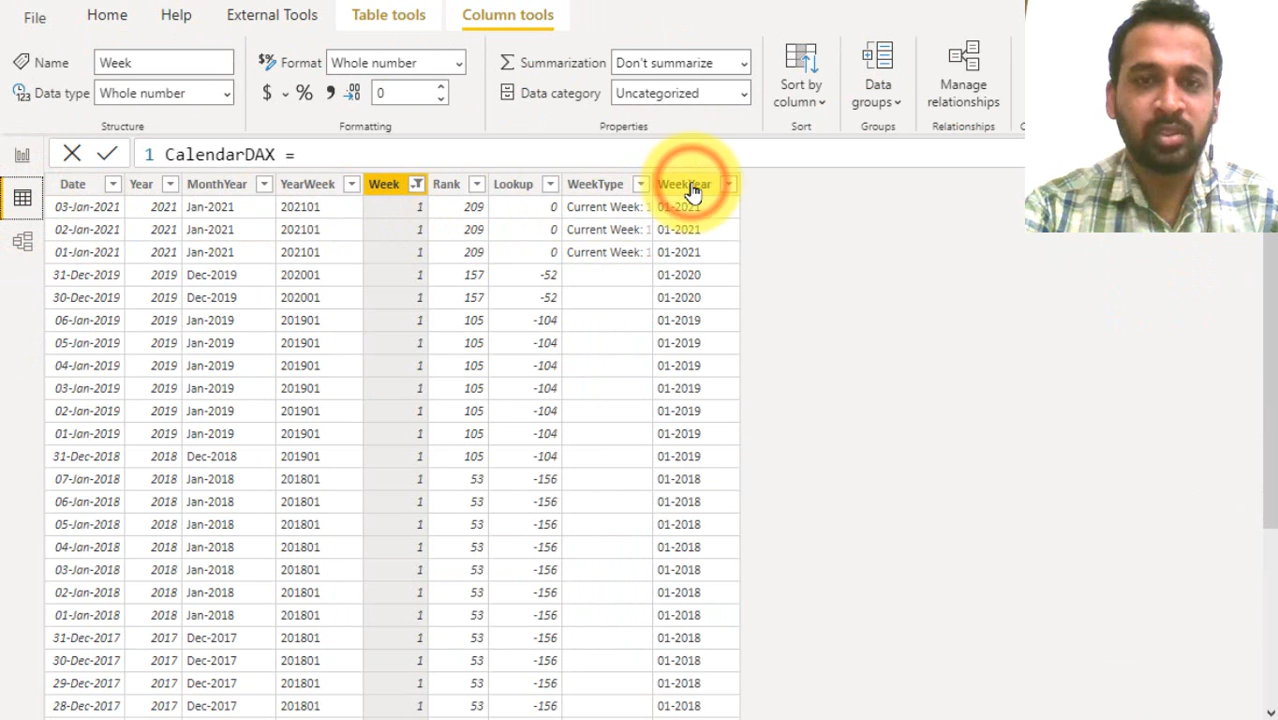 File Home Help External Tools Table tools Column tools
Name Week Format Whole number Summarization Don't summarize
Data type Whole number $ % 0 Data category Uncategorized
Sort by column Data groups Manage relationships
Structure Formatting Properties Sort Groups Relationships
1 CalendarDAX =
Date Year MonthYear YearWeek Week Rank Lookup WeekType WeekYear
03-Jan-2021 2021 Jan-2021 202101 1 209 0 Current Week: 1 01-2021
02-Jan-2021 2021 Jan-2021 202101 1 209 0 Current Week: 1 01-2021
01-Jan-2021 2021 Jan-2021 202101 1 209 0 Current Week: 1 01-2021
31-Dec-2019 2019 Dec-2019 202001 1 157 -52 01-2020
30-Dec-2019 2019 Dec-2019 202001 1 157 -52 01-2020
06-Jan-2019 2019 Jan-2019 201901 1 105 -104 01-2019
05-Jan-2019 2019 Jan-2019 201901 1 105 -104 01-2019
04-Jan-2019 2019 Jan-2019 201901 1 105 -104 01-2019
03-Jan-2019 2019 Jan-2019 201901 1 105 -104 01-2019
02-Jan-2019 2019 Jan-2019 201901 1 105 -104 01-2019
01-Jan-2019 2019 Jan-2019 201901 1 105 -104 01-2019
31-Dec-2018 2018 Dec-2018 201901 1 105 -104 01-2019
07-Jan-2018 2018 Jan-2018 201801 1 53 -156 01-2018
06-Jan-2018 2018 Jan-2018 201801 1 53 -156 01-2018
05-Jan-2018 2018 Jan-2018 201801 1 53 -156 01-2018
04-Jan-2018 2018 Jan-2018 201801 1 53 -156 01-2018
03-Jan-2018 2018 Jan-2018 201801 1 53 -156 01-2018
02-Jan-2018 2018 Jan-2018 201801 1 53 -156 01-2018
01-Jan-2018 2018 Jan-2018 201801 1 53 -156 01-2018
31-Dec-2017 2017 Dec-2017 201801 1 53 -156 01-2018
30-Dec-2017 2017 Dec-2017 201801 1 53 -156 01-2018
29-Dec-2017 2017 Dec-2017 201801 1 53 -156 01-2018
28-Dec-2017 2017 Dec-2017 201801 1 53 -156 01-2018